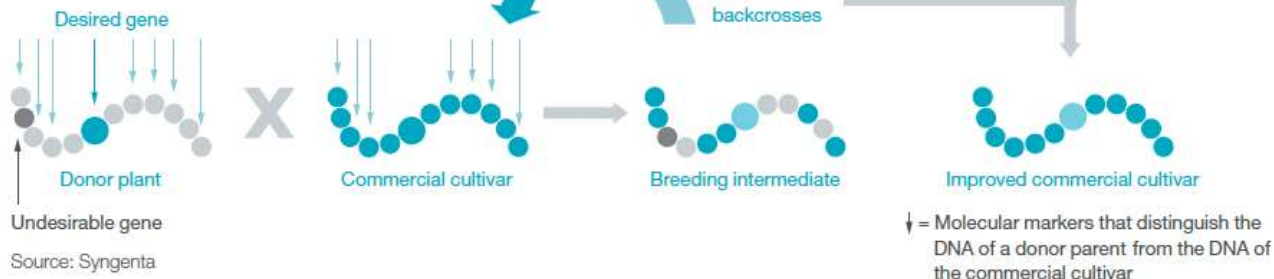 Desired gene
backcrosses
X
Donor plant
Commercial cultivar
Breeding intermediate
Improved commercial cultivar
Undesirable gene
Source: Syngenta
= Molecular markers that distinguish the
DNA of a donor parent from the DNA of
the commercial cultivar